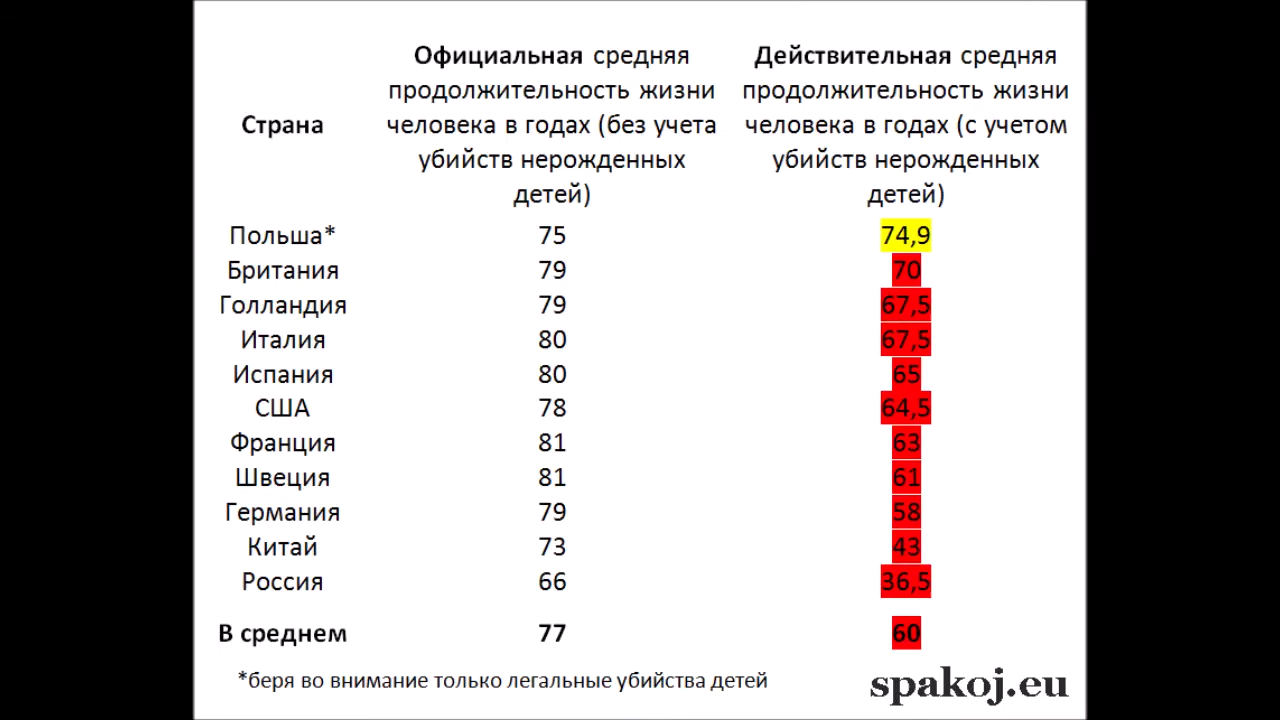 Страна
Официальная средняя
продолжительность жизни
человека в годах (без учета
убийств нерожденных
детей)
Действительная средняя
продолжительность жизни
человека в годах (с учетом
убийств нерожденных
детей)
Польша* 75 74,9
Британия 79 70
Голландия 79 67,5
Италия 80 67,5
Испания 80 65
США 78 64,5
Франция 81 63
Швеция 81 61
Германия 79 58
Китай 73 43
Россия 66 36,5
В среднем 77 60
*беря во внимание только легальные убийства детей
spakoj.eu